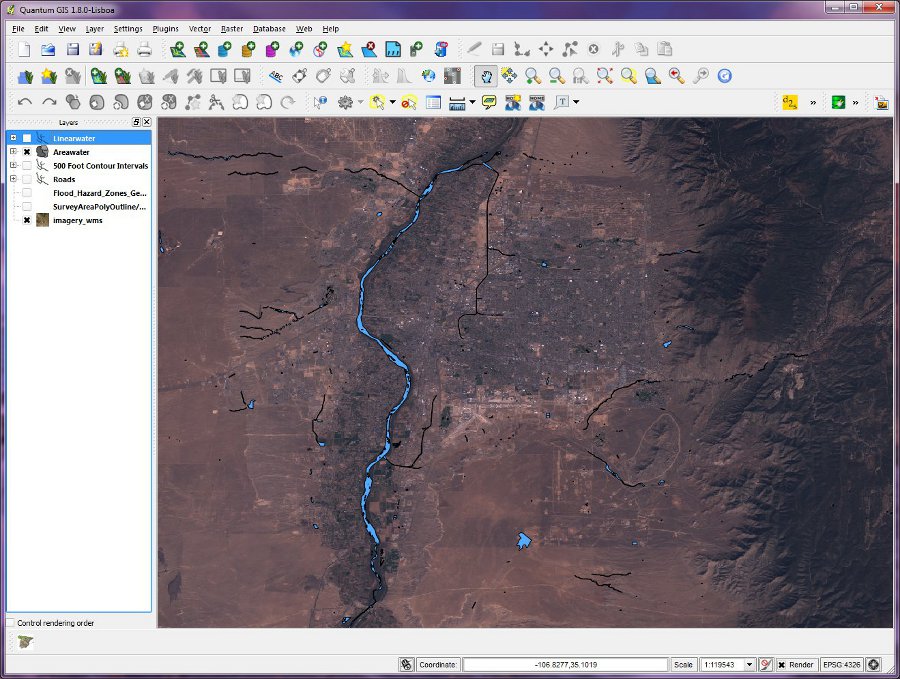 Quantum GIS 1.8.0-Lisboa
File Edit View Layer Settings Plugins Vector Raster Database Web Help
Layers
Linearwater
Areawater
500 Foot Contour Intervals
Roads
Flood_Hazard_Zones_Ge...
SurveyAreaPolyOutline/...
imagery_wms
Control rendering order
Coordinate: -106.8277,35.1019 Scale 1:119543 Render EPSG:4326